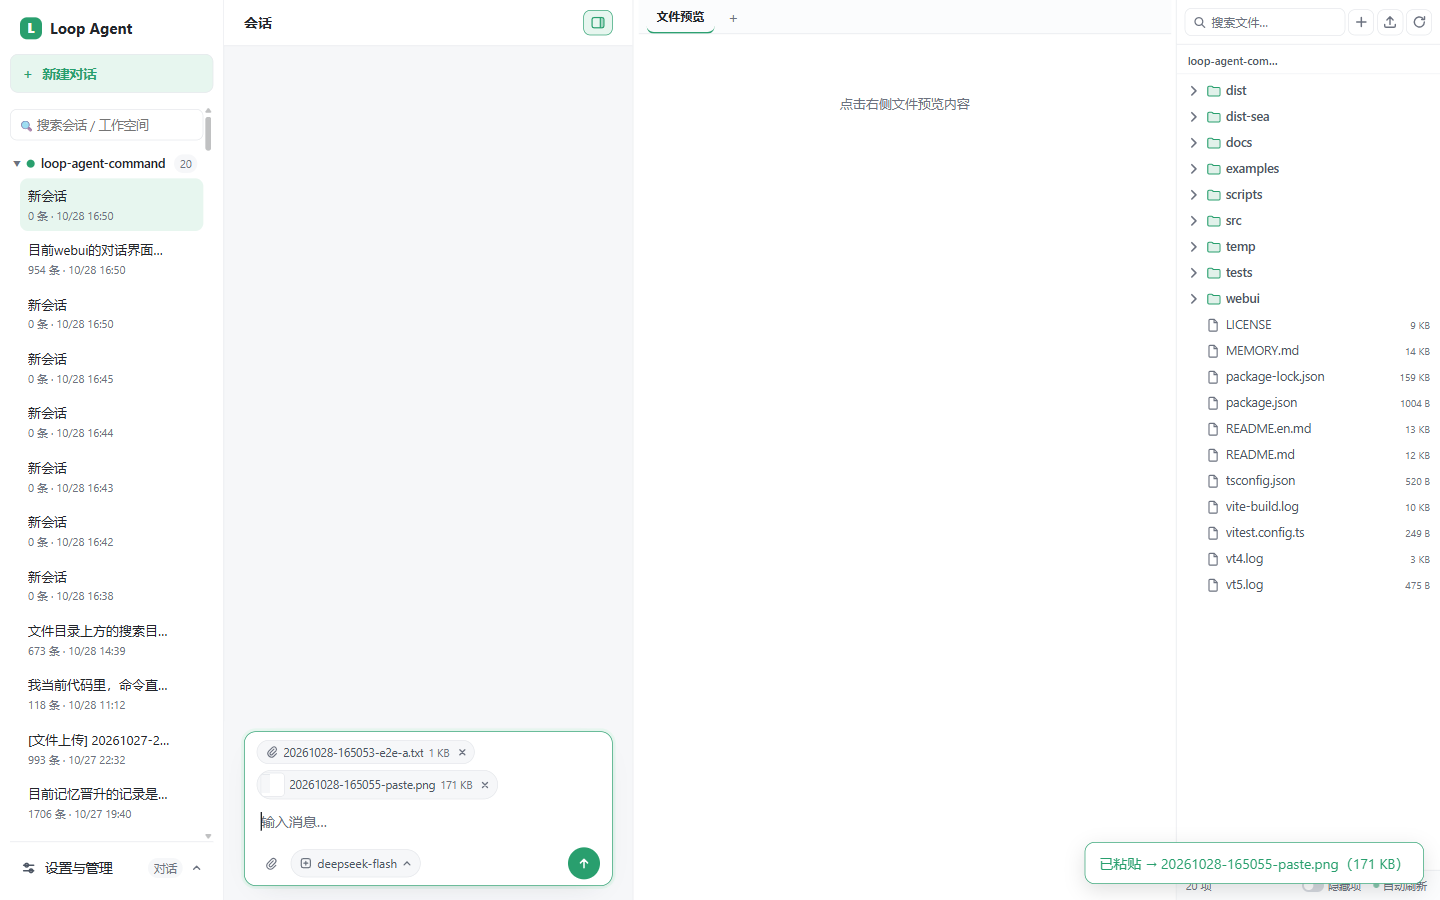 L Loop Agent
+ 新建对话
搜索会话 / 工作空间
loop-agent-command 20
新会话
0 条 · 10/28 16:50
目前webui的对话界面...
954 条 · 10/28 16:50
新会话
0 条 · 10/28 16:50
新会话
0 条 · 10/28 16:45
新会话
0 条 · 10/28 16:44
新会话
0 条 · 10/28 16:43
新会话
0 条 · 10/28 16:42
新会话
0 条 · 10/28 16:38
文件目录上方的搜索目...
673 条 · 10/28 14:39
我当前代码里，命令直...
118 条 · 10/28 11:12
[文件上传] 20261027-2...
993 条 · 10/27 22:32
目前记忆晋升的记录是...
1706 条 · 10/27 19:40
设置与管理 对话
会话
20261028-165053-e2e-a.txt 1 KB ×
20261028-165055-paste.png 171 KB ×
输入消息...
deepseek-flash
文件预览 +
点击右侧文件预览内容
搜索文件...
loop-agent-com...
dist
dist-sea
docs
examples
scripts
src
temp
tests
webui
LICENSE 9 KB
MEMORY.md 14 KB
package-lock.json 159 KB
package.json 1004 B
README.en.md 13 KB
README.md 12 KB
tsconfig.json 520 B
vite-build.log 10 KB
vitest.config.ts 249 B
vt4.log 3 KB
vt5.log 475 B
已粘贴 → 20261028-165055-paste.png（171 KB）
20 项 隐藏项 自动刷新